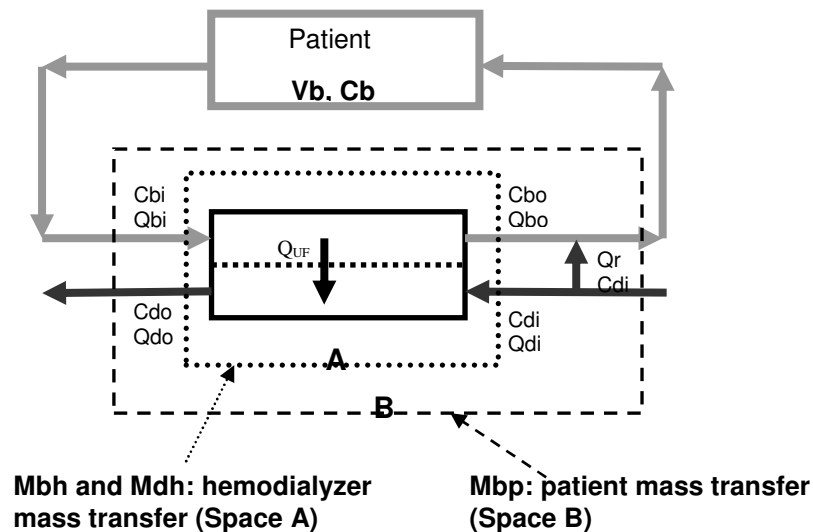 Patient
Vb, Cb
Cbi
Qbi
Cbo
Qbo
QUF
Qr
Cdi
Cdo
Qdo
Cdi
Qdi
A
B
Mbh and Mdh: hemodialyzer
mass transfer (Space A)
Mbp: patient mass transfer
(Space B)